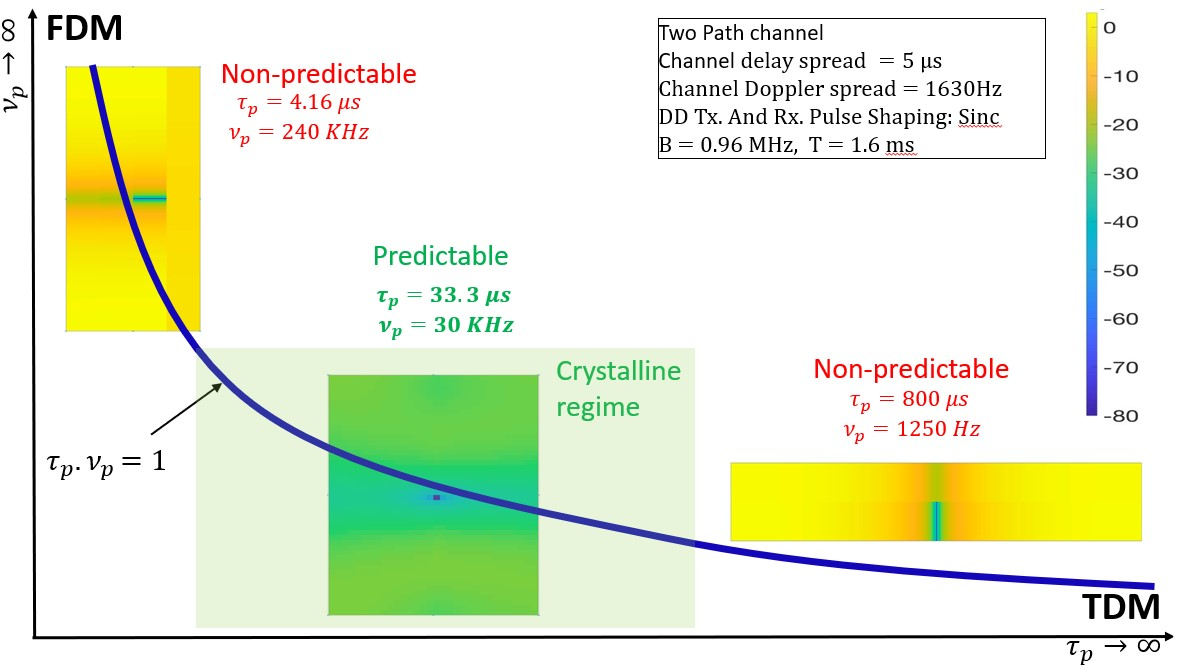 FDM
ν_p → ∞
Non-predictable
τ_p = 4.16 μs
ν_p = 240 KHz
Two Path channel
Channel delay spread = 5 μs
Channel Doppler spread = 1630Hz
DD Tx. And Rx. Pulse Shaping: Sinc
B = 0.96 MHz, T = 1.6 ms
0
-10
-20
-30
-40
-50
-60
-70
-80
Predictable
τ_p = 33.3 μs
ν_p = 30 KHz
Crystalline
regime
Non-predictable
τ_p = 800 μs
ν_p = 1250 Hz
τ_p. ν_p = 1
TDM
τ_p → ∞